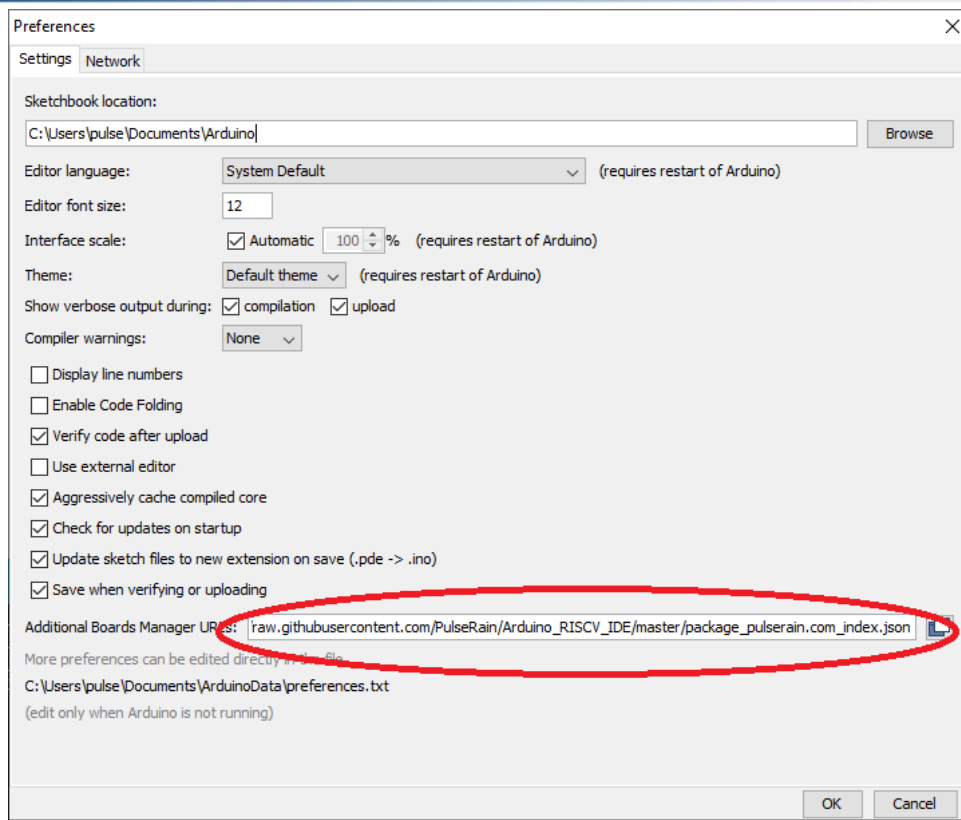 Preferences
Settings Network
Sketchbook location:
C:\Users\pulse\Documents\Arduino Browse
Editor language: System Default (requires restart of Arduino)
Editor font size: 12
Interface scale: Automatic 100 % (requires restart of Arduino)
Theme: Default theme (requires restart of Arduino)
Show verbose output during: compilation upload
Compiler warnings: None
Display line numbers
Enable Code Folding
Verify code after upload
Use external editor
Aggressively cache compiled core
Check for updates on startup
Update sketch files to new extension on save (.pde -> .ino)
Save when verifying or uploading
Additional Boards Manager URLs: raw.githubusercontent.com/PulseRain/Arduino_RISCV_IDE/master/package_pulserain.com_index.json
More preferences can be edited directly in the file
C:\Users\pulse\Documents\ArduinoData\preferences.txt
(edit only when Arduino is not running)
OK Cancel